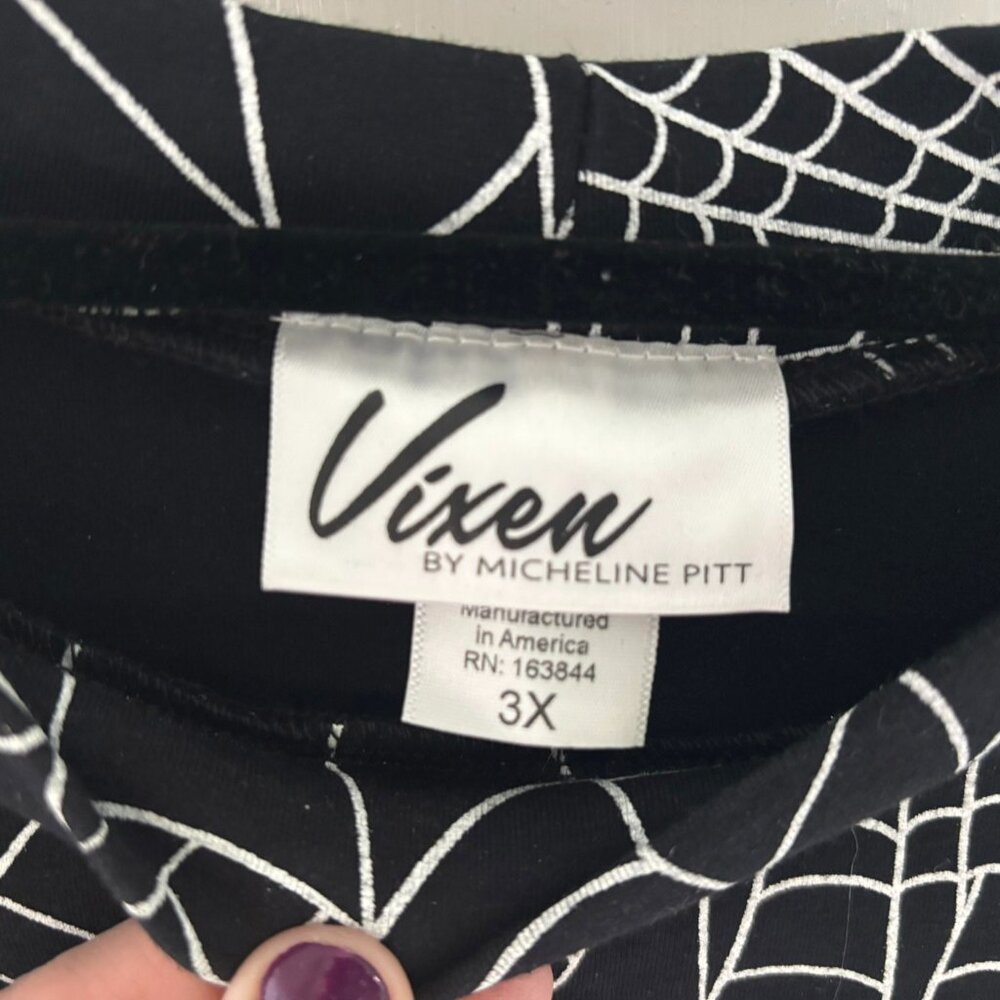 Vixen
BY MICHELINE PITT
Manufactured
in America
RN: 163844
3X